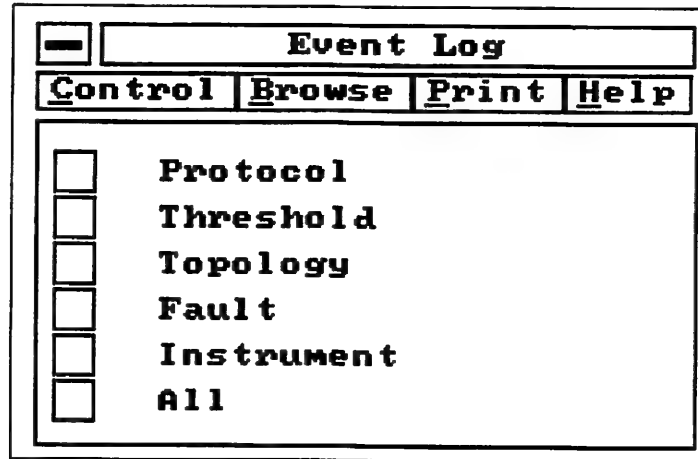 Event Log
Control Browse Print Help
Protocol
Threshold
Topology
Fault
Instrument
All